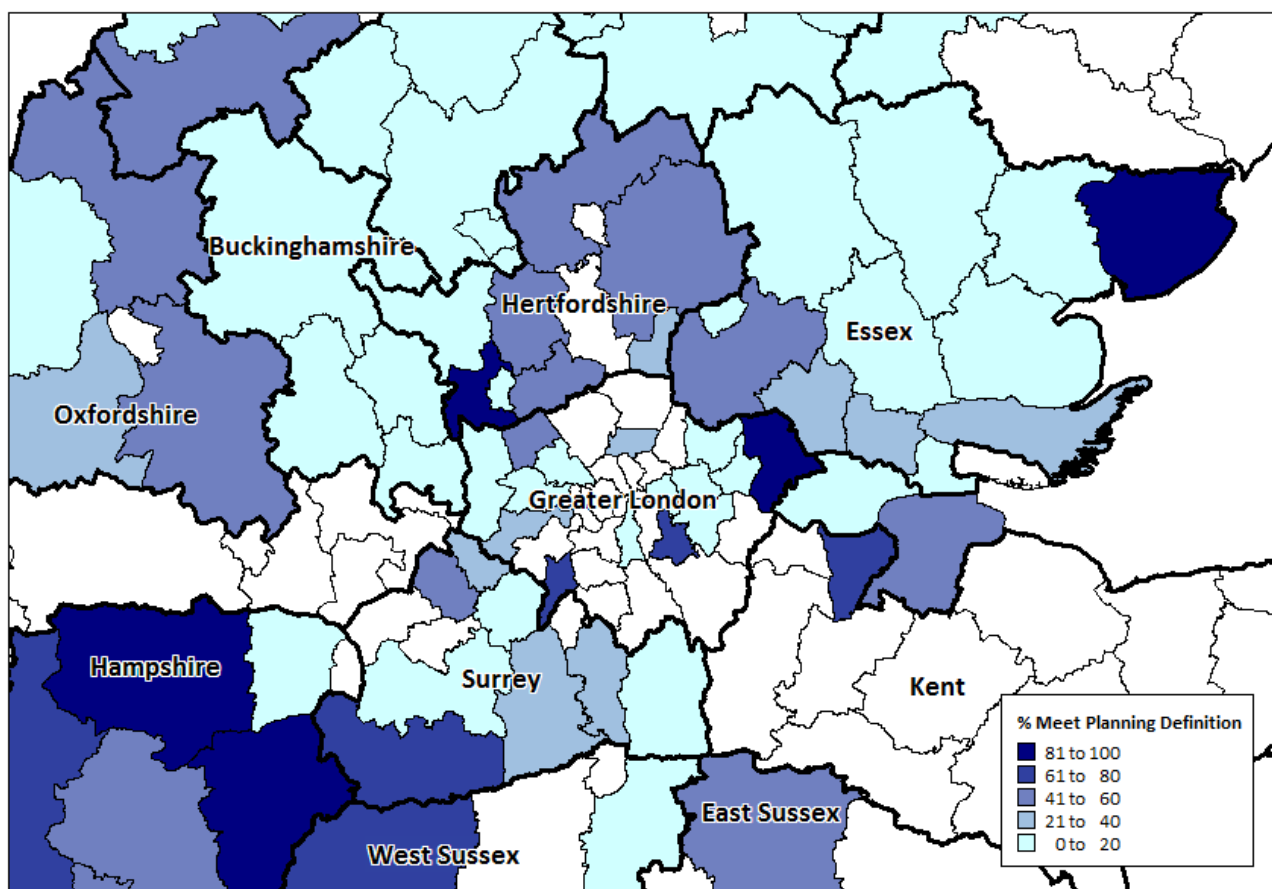 Buckinghamshire
Hertfordshire
Essex
Oxfordshire
Greater London
Hampshire
Surrey
Kent
East Sussex
West Sussex
% Meet Planning Definition
81 to 100
61 to 80
41 to 60
21 to 40
0 to 20